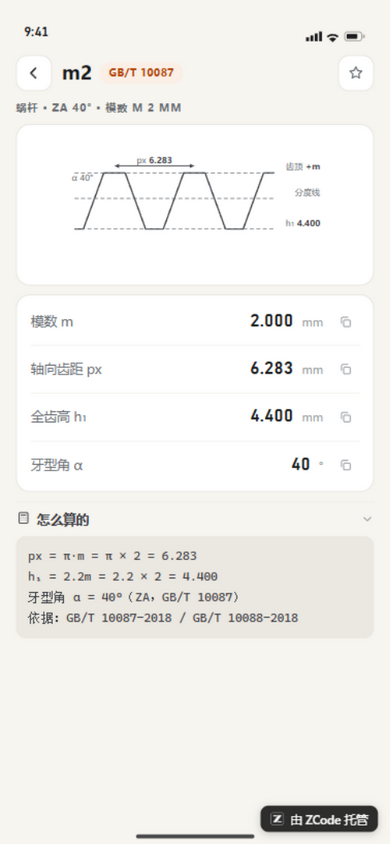 9:41
m2 GB/T 10087
蜗杆 • ZA 40° • 模数 M 2 MM
px 6.283
齿顶 +m
α 40°
分度线
h₁ 4.400
模数 m 2.000 mm
轴向齿距 px 6.283 mm
全齿高 h₁ 4.400 mm
牙型角 α 40 °
怎么算的
px = π·m = π × 2 = 6.283
h₁ = 2.2m = 2.2 × 2 = 4.400
牙型角 α = 40°（ZA，GB/T 10087）
依据：GB/T 10087-2018 / GB/T 10088-2018
由 ZCode 托管